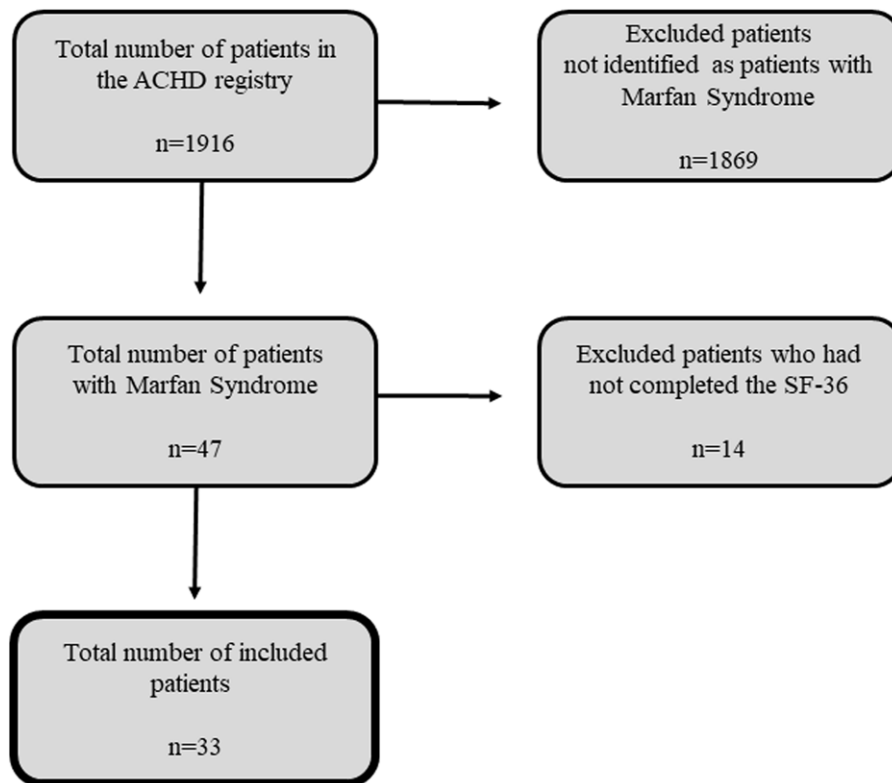 Total number of patients in
the ACHD registry
n=1916
Excluded patients
not identified as patients with
Marfan Syndrome
n=1869
Total number of patients
with Marfan Syndrome
n=47
Excluded patients who had
not completed the SF-36
n=14
Total number of included
patients
n=33